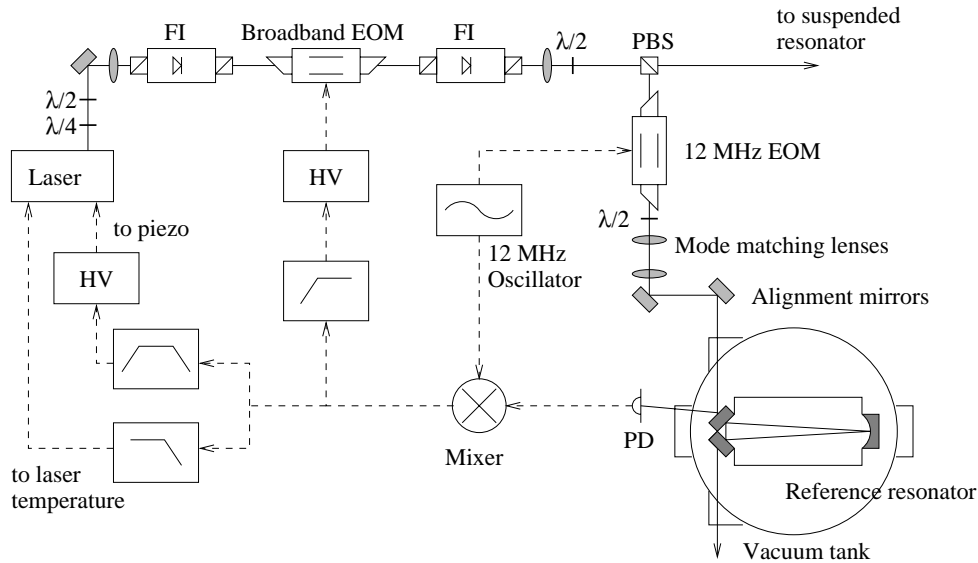 to suspended
resonator
FI
Broadband EOM
FI
λ/2
PBS
λ/2
λ/4
12 MHz EOM
Laser
HV
λ/2
to piezo
Mode matching lenses
12 MHz
Oscillator
HV
Alignment mirrors
PD
Mixer
to laser
temperature
Reference resonator
Vacuum tank